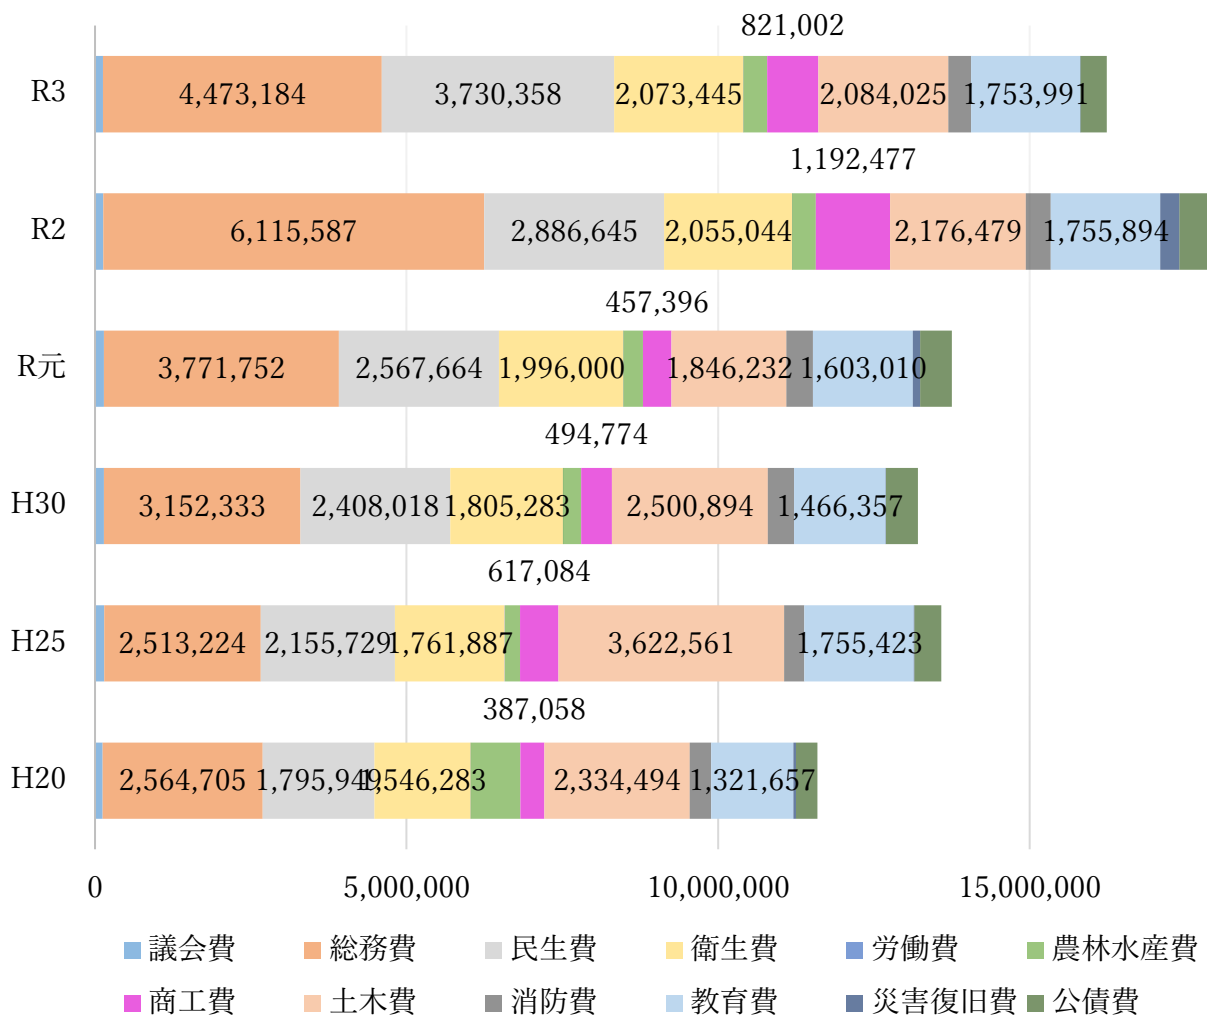 821,002
R3 4,473,184 3,730,358 2,073,445 2,084,025 1,753,991
1,192,477
R2 6,115,587 2,886,645 2,055,044 2,176,479 1,755,894
457,396
R元 3,771,752 2,567,664 1,996,000 1,846,232 1,603,010
494,774
H30 3,152,333 2,408,018 1,805,283 2,500,894 1,466,357
617,084
H25 2,513,224 2,155,729 1,761,887 3,622,561 1,755,423
387,058
H20 2,564,705 1,795,949 1,546,283 2,334,494 1,321,657
0 5,000,000 10,000,000 15,000,000
議会費 総務費 民生費 衛生費 労働費 農林水産費
商工費 土木費 消防費 教育費 災害復旧費 公債費